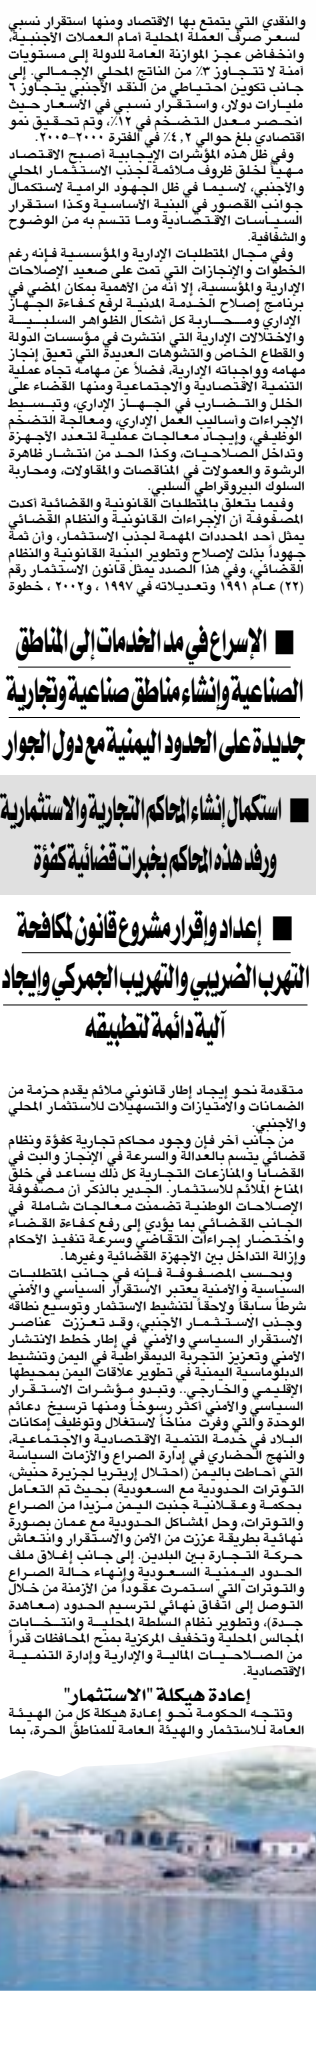 والنقدي التي يتمتع بها الاقتصاد ومنها استقرار نسبي
لسعر صرف العملة المحلية أمام العملات الأجنبية،
وانخفاض عجز الموازنة العامة للدولة إلى مستويات
آمنة لا تتجاوز ٣٪ من الناتج المحلي الإجمالي. إلى
جانب تكوين احتياطي من النقد الأجنبي يتجاوز ٦
مليارات دولار، واستقرار نسبي في الأسعار حيث
انحصر معدل التضخم في ١٢٪، وتم تحقيق نمو
اقتصادي بلغ حوالي ٤,٢٪ في الفترة ٢٠٠٠-٢٠٠٥.
وفي ظل هذه المؤشرات الإيجابية أصبح الاقتصاد
مهيأ لخلق ظروف ملائمة لجذب الاستثمار المحلي
والأجنبي، لاسيما في ظل الجهود الرامية لاستكمال
جوانب القصور في البنية الأساسية وكذا استقرار
السياسات الاقتصادية وما تتسم به من الوضوح
والشفافية.
وفي مجال المتطلبات الإدارية والمؤسسية فإنه رغم
الخطوات والإنجازات التي تمت على صعيد الإصلاحات
الإدارية والمؤسسية، إلا أنه من الأهمية بمكان المضي في
برنامج إصلاح الخدمة المدنية لرفع كفاءة الجهاز
الإداري ومحاربة كل أشكال الظواهر السلبية
والاختلالات الإدارية التي انتشرت في مؤسسات الدولة
والقطاع الخاص والتشوهات العديدة التي تعيق إنجاز
مهامه وواجباته الإدارية، فضلاً عن مهامه تجاه عملية
التنمية الاقتصادية والاجتماعية ومنها القضاء على
الخلل والتضارب في الجهاز الإداري، وتبسيط
الإجراءات وأساليب العمل الإداري، ومعالجة التضخم
الوظيفي، وإيجاد معالجات عملية لتعدد الأجهزة
وتداخل الصلاحيات، وكذا الحد من انتشار ظاهرة
الرشوة والعمولات في المناقصات والمقاولات، ومحاربة
السلوك البيروقراطي السلبي.
وفيما يتعلق بالمتطلبات القانونية والقضائية أكدت
المصفوفة أن الإجراءات القانونية والنظام القضائي
يمثل أحد المحددات المهمة لجذب الاستثمار، وأن ثمة
جهوداً بذلت لإصلاح وتطوير البنية القانونية والنظام
القضائي، وفي هذا الصدد يمثل قانون الاستثمار رقم
(٢٢) عام ١٩٩١ وتعديلاته في ١٩٩٧ ، و٢٠٠٢ ، خطوة
■ الإسراع في مد الخدمات إلى المناطق
الصناعية وإنشاء مناطق صناعية وتجارية
جديدة على الحدود اليمنية مع دول الجوار
■ استكمال إنشاء المحاكم التجارية والاستثمارية
ورفد هذه المحاكم بخبرات قضائية كفؤة
■ إعداد وإقرار مشروع قانون لمكافحة
التهرب الضريبي والتهريب الجمركي وإيجاد
آلية دائمة لتطبيقه
متقدمة نحو إيجاد إطار قانوني ملائم يقدم حزمة من
الضمانات والامتيازات والتسهيلات للاستثمار المحلي
والأجنبي.
من جانب آخر فإن وجود محاكم تجارية كفؤة ونظام
قضائي يتسم بالعدالة والسرعة في الإنجاز والبت في
القضايا والمنازعات التجارية كل ذلك يساعد في خلق
المناخ الملائم للاستثمار. الجدير بالذكر أن مصفوفة
الإصلاحات الوطنية تضمنت معالجات شاملة في
الجانب القضائي بما يؤدي إلى رفع كفاءة القضاء
واختصار إجراءات التقاضي وسرعة تنفيذ الأحكام
وإزالة التداخل بين الأجهزة القضائية وغيرها.
وبحسب المصفوفة فإنه في جانب المتطلبات
السياسية والأمنية يعتبر الاستقرار السياسي والأمني
شرطاً سابقاً ولاحقاً لتنشيط الاستثمار وتوسيع نطاقه
وجذب الاستثمار الأجنبي، وقد تعززت عناصر
الاستقرار السياسي والأمني في إطار خطط الانتشار
الأمني وتعزيز التجربة الديمقراطية في اليمن وتنشيط
الدبلوماسية اليمنية في تطوير علاقات اليمن بمحيطها
الإقليمي والخارجي.. وتبدو مؤشرات الاستقرار
السياسي والأمني أكثر رسوخاً ومنها ترسيخ دعائم
الوحدة والتي وفرت مناخاً لاستغلال وتوظيف إمكانات
البلاد في خدمة التنمية الاقتصادية والاجتماعية،
والنهج الحضاري في إدارة الصراع والأزمات السياسة
التي أحاطت باليمن (احتلال إريتريا لجزيرة حنيش،
التوترات الحدودية مع السعودية) بحيث تم التعامل
بحكمة وعقلانية جنبت اليمن مزيدا من الصراع
والتوترات، وحل المشاكل الحدودية مع عمان بصورة
نهائية بطريقة عززت من الأمن والاستقرار وانتعاش
حركة التجارة بين البلدين. إلى جانب إغلاق ملف
الحدود اليمنية السعودية وإنهاء حالة الصراع
والتوترات التي استمرت عقوداً من الأزمنة من خلال
التوصل إلى اتفاق نهائي لترسيم الحدود (معاهدة
جدة)، وتطوير نظام السلطة المحلية وانتخابات
المجالس المحلية وتخفيف المركزية بمنح المحافظات قدراً
من الصلاحيات المالية والإدارية وإدارة التنمية
الاقتصادية.
إعادة هيكلة "الاستثمار"
وتتجه الحكومة نحو إعادة هيكلة كل من الهيئة
العامة للاستثمار والهيئة العامة للمناطق الحرة، بما